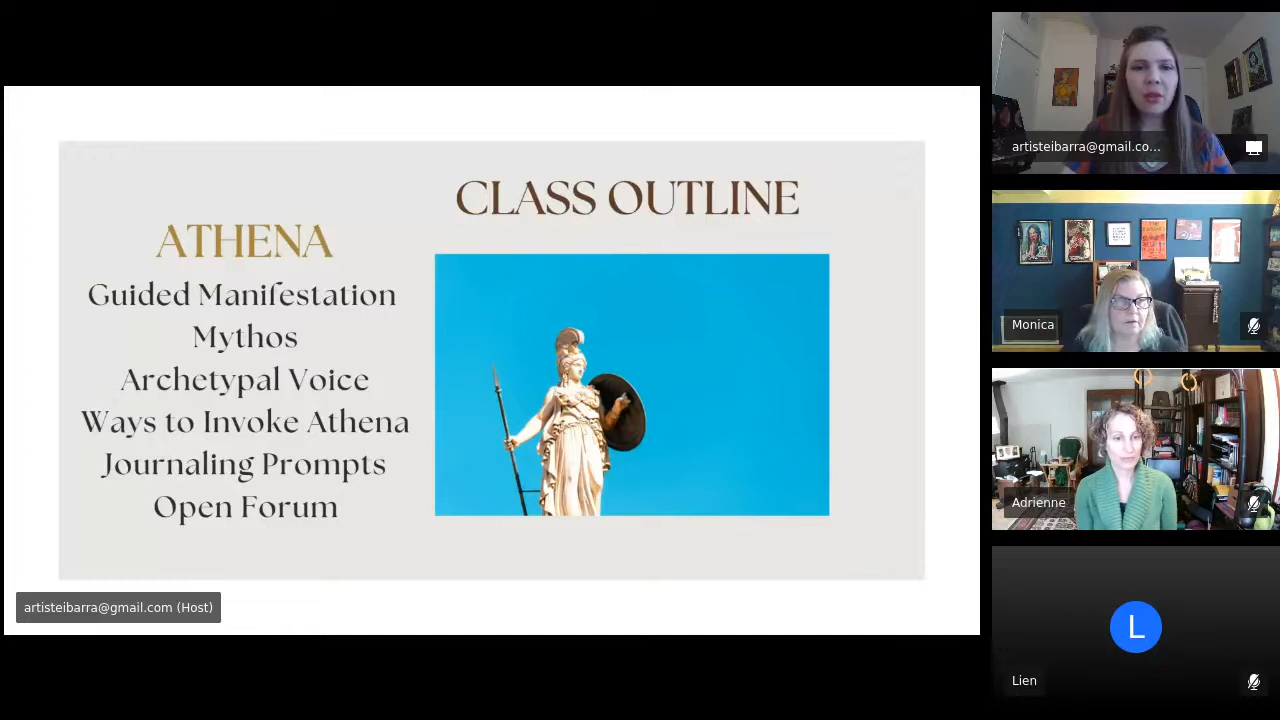 CLASS OUTLINE
ATHENA
Guided Manifestation
Mythos
Archetypal Voice
Ways to Invoke Athena
Journaling Prompts
Open Forum
artisteibarra@gmail.com (Host)
artisteibarra@gmail.co...
Monica
Adrienne
L
Lien